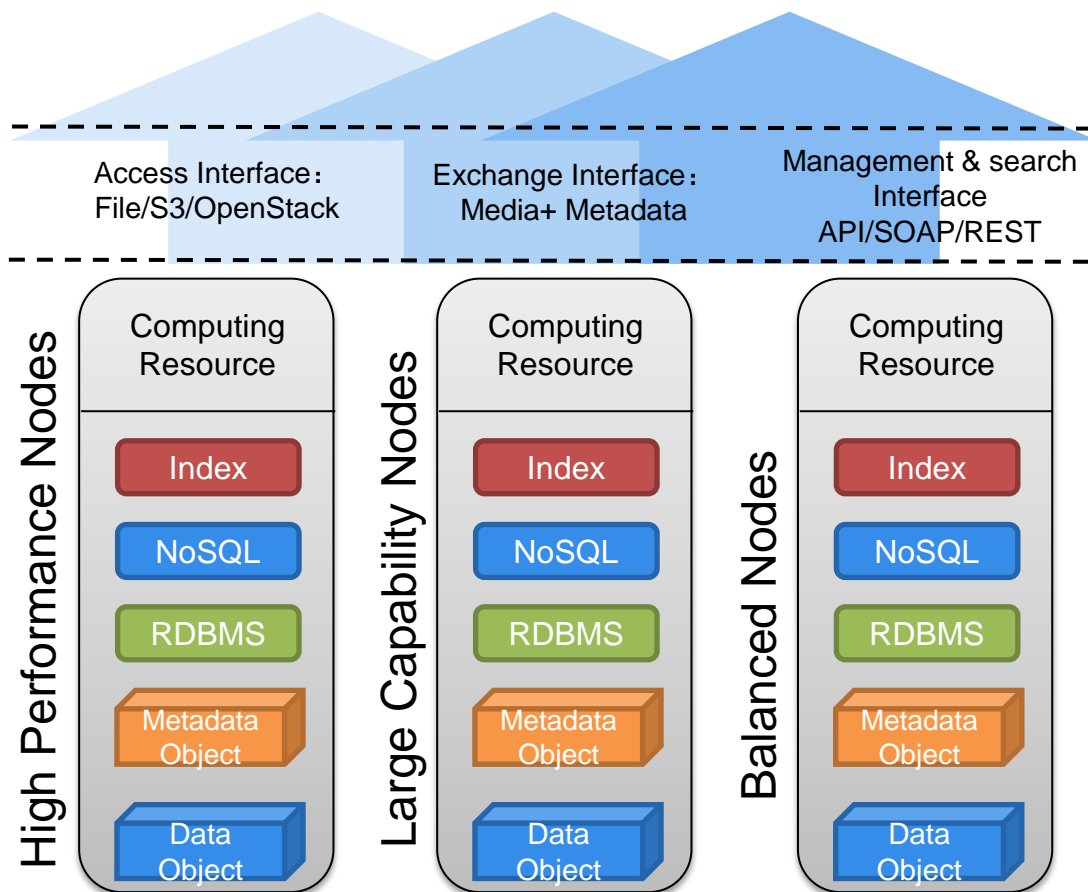 Access Interface：
File/S3/OpenStack
Exchange Interface：
Media+ Metadata
Management & search
Interface
API/SOAP/REST
High Performance Nodes
Computing
Resource
Index
NoSQL
RDBMS
Metadata
Object
Data
Object
Large Capability Nodes
Computing
Resource
Index
NoSQL
RDBMS
Metadata
Object
Data
Object
Balanced Nodes
Computing
Resource
Index
NoSQL
RDBMS
Metadata
Object
Data
Object